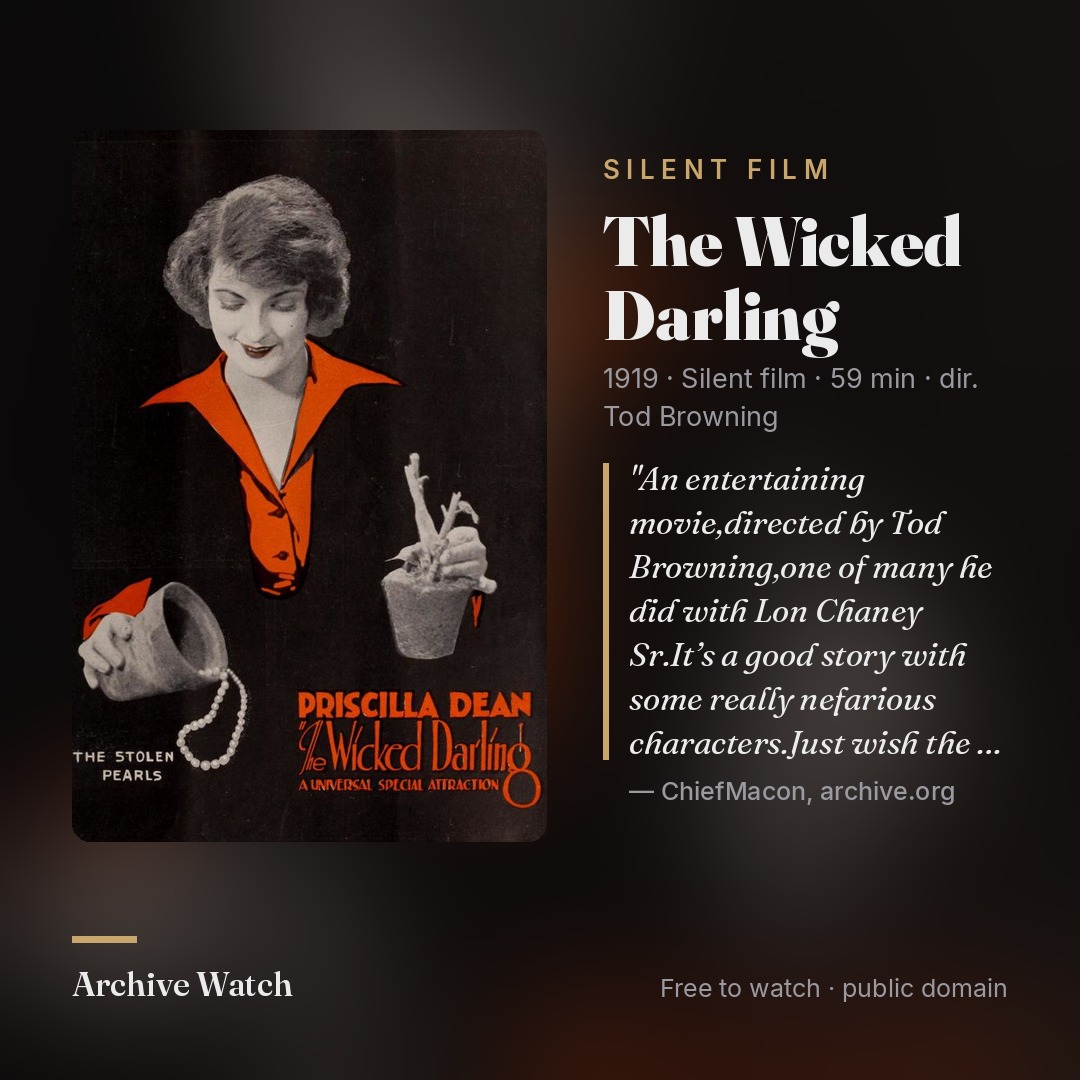 SILENT FILM
The Wicked
Darling
1919 · Silent film · 59 min · dir.
Tod Browning
"An entertaining
movie,directed by Tod
Browning,one of many he
did with Lon Chaney
Sr.It’s a good story with
some really nefarious
characters.Just wish the ...
— ChiefMacon, archive.org
THE STOLEN
PEARLS
PRISCILLA DEAN
"The Wicked Darling
A UNIVERSAL SPECIAL ATTRACTION
Archive Watch
Free to watch · public domain